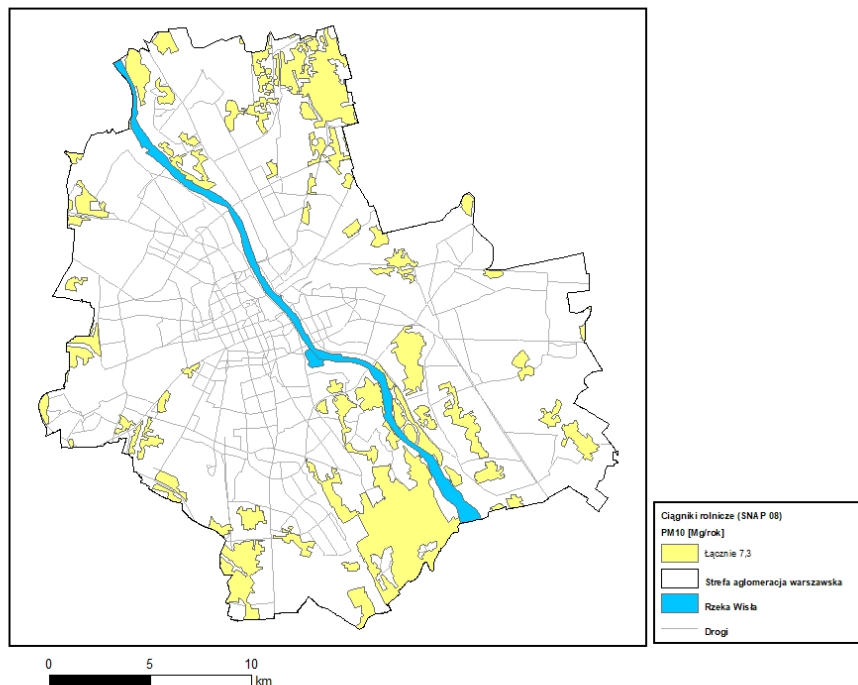 Ciągniki rolnicze (SNAP 08)
PM10 [Mg/rok]
Łącznie 7,3
Strefa aglomeracja warszawska
Rzeka Wisła
Drogi
0 5 10
km